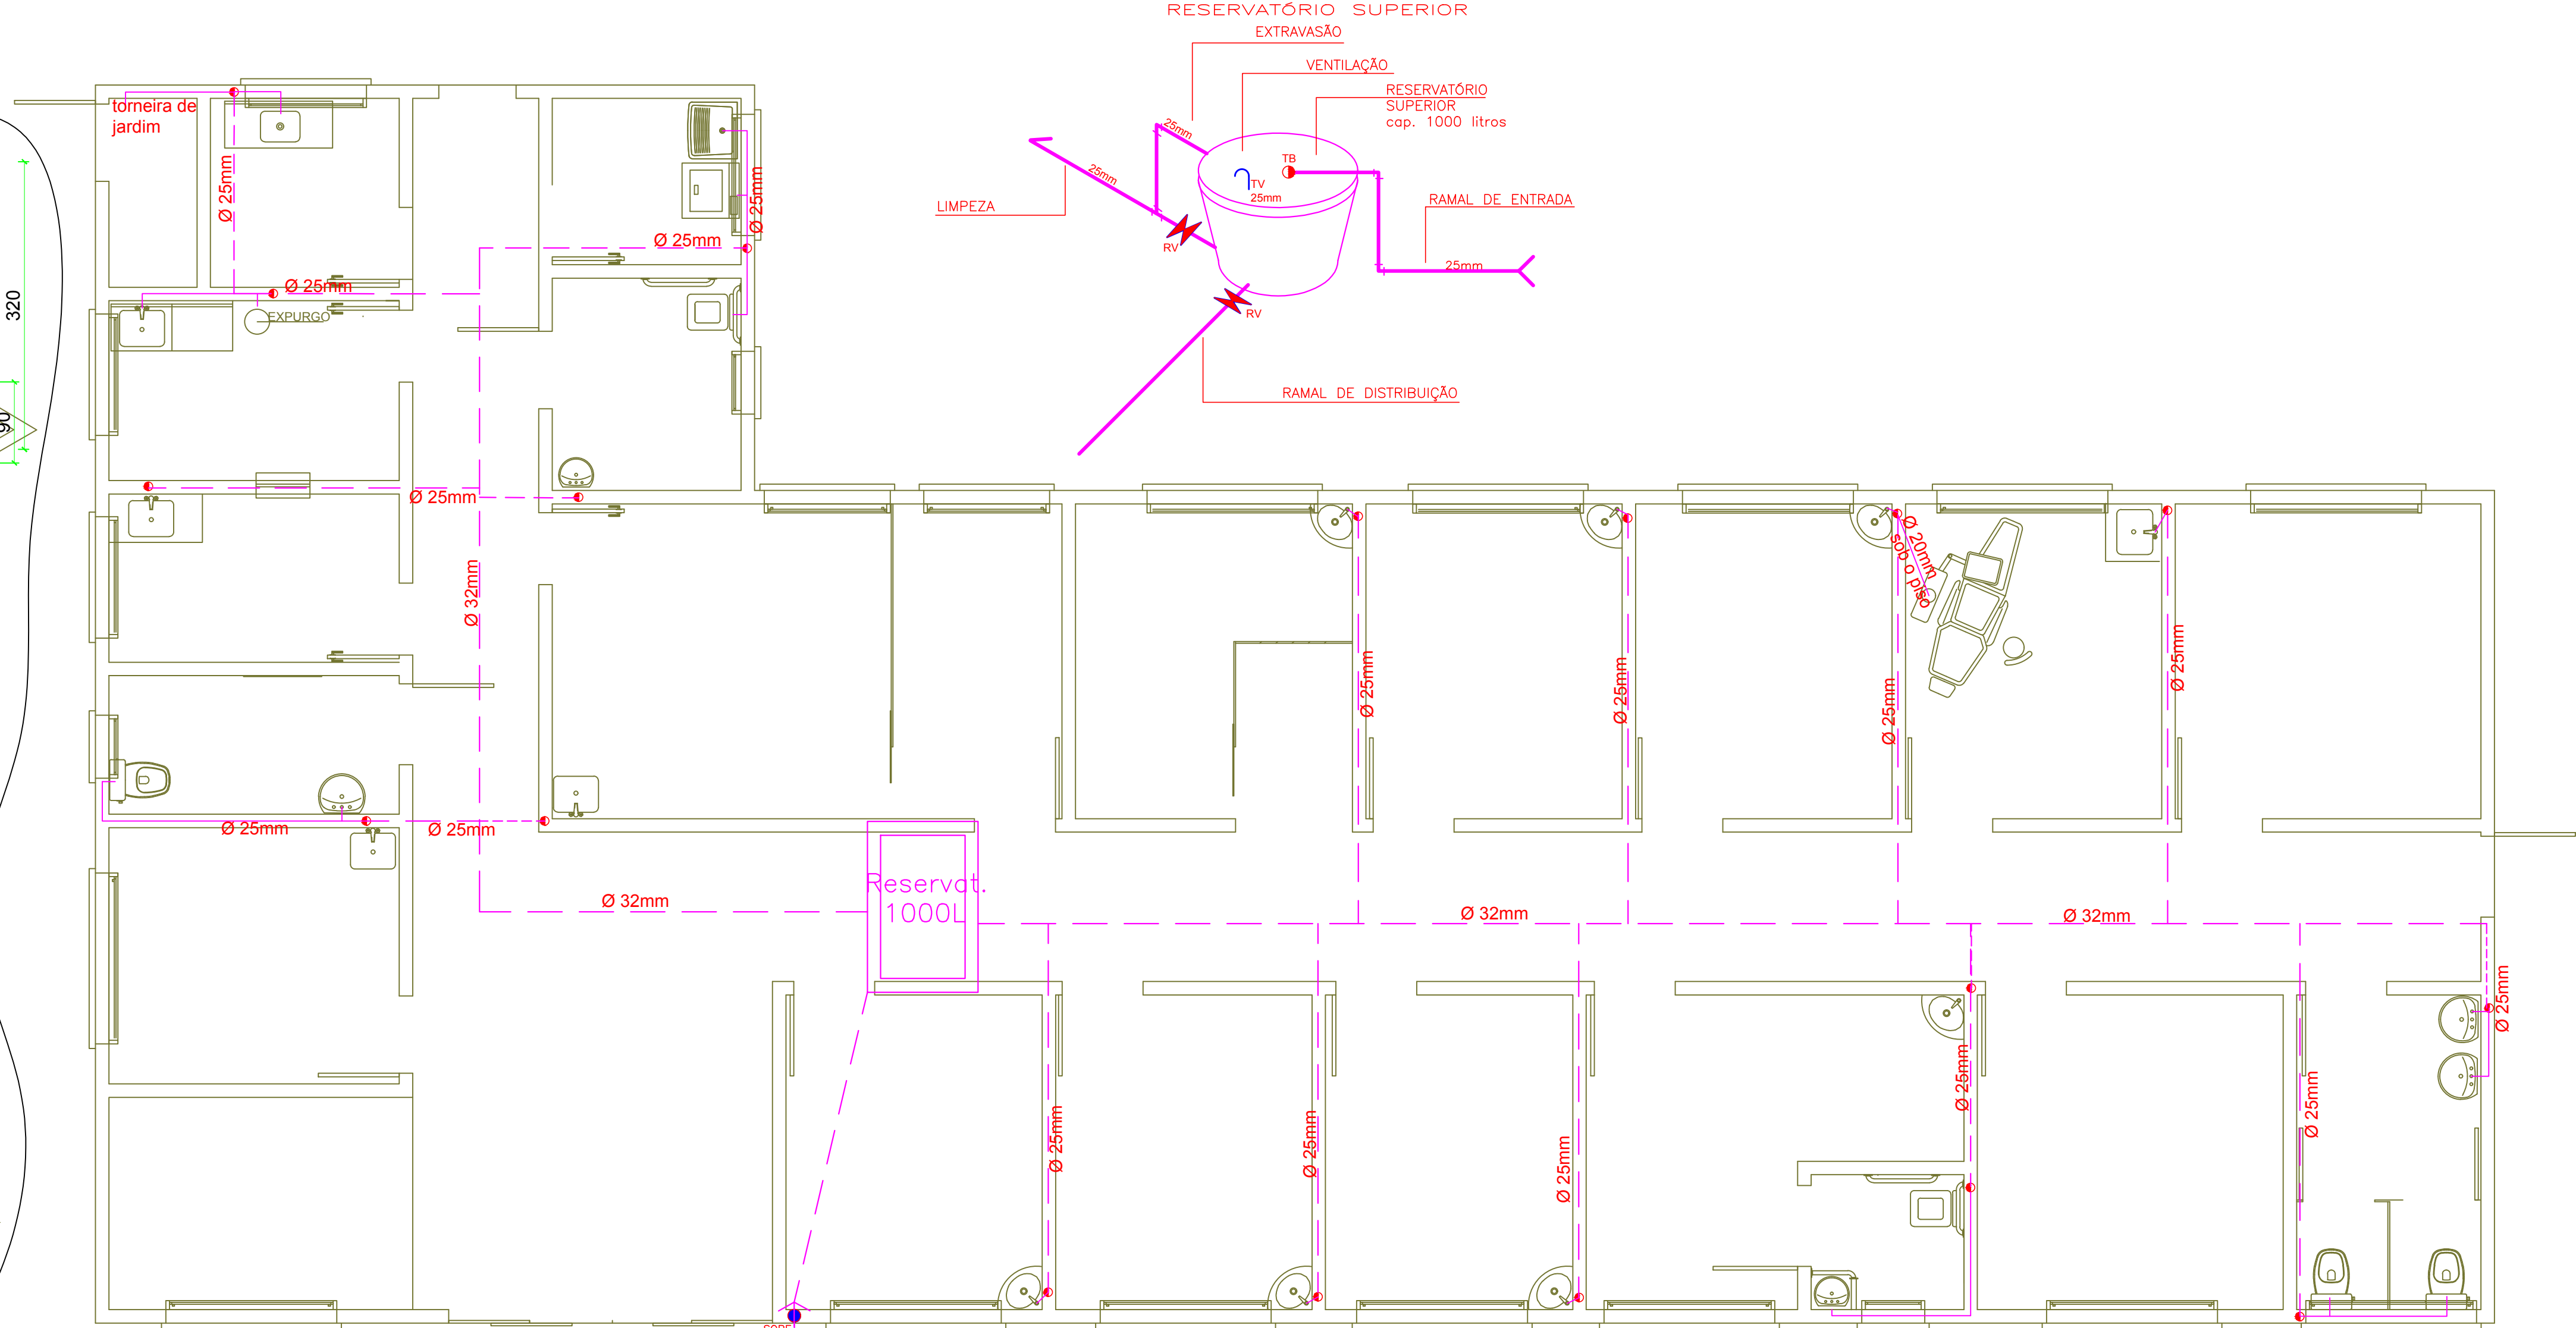 RESERVATÓRIO SUPERIOR
EXTRAVASÃO
VENTILAÇÃO
RESERVATÓRIO
SUPERIOR
cap. 1000 litros
25mm
25mm
TB
TV
25mm
LIMPEZA
RV
RAMAL DE ENTRADA
25mm
RV
RAMAL DE DISTRIBUIÇÃO
torneira de
jardim
Ø 25mm
Ø 25mm
Ø 25mm
Ø 25mm
EXPURGO
320
90
Ø 25mm
Ø 32mm
Ø 20mm
sob o piso
Ø 25mm
Ø 25mm
Ø 25mm
Ø 25mm
Ø 25mm
Ø 25mm
Reservat.
1000L
Ø 32mm
Ø 32mm
Ø 32mm
Ø 25mm
Ø 25mm
Ø 25mm
Ø 25mm
Ø 25mm
Ø 25mm
SOBE